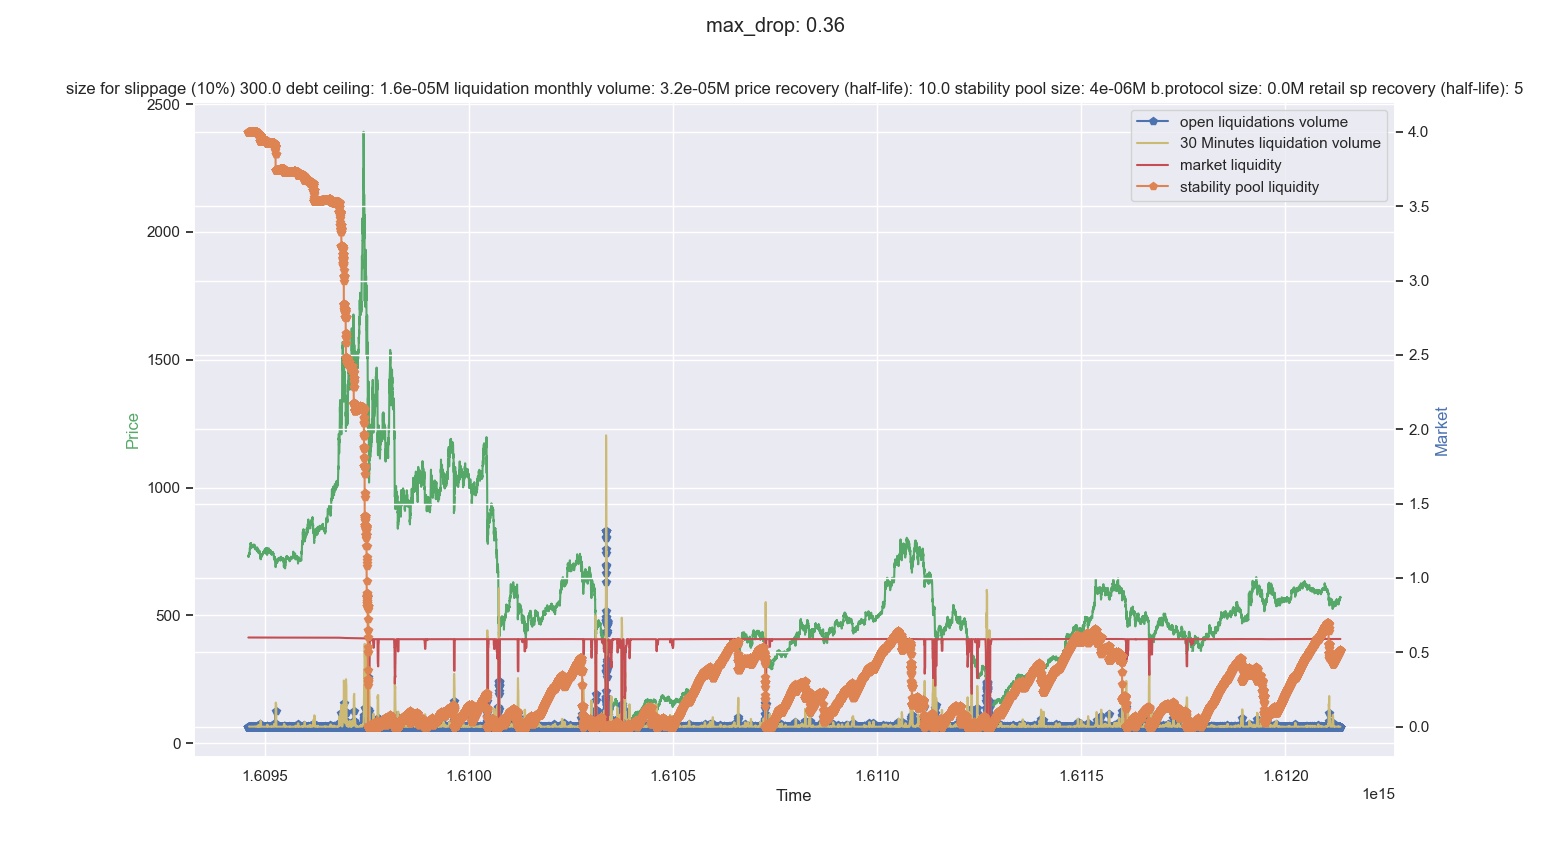 max_drop: 0.36
size for slippage (10%) 300.0 debt ceiling: 1.6e-05M liquidation monthly volume: 3.2e-05M price recovery (half-life): 10.0 stability pool size: 4e-06M b.protocol size: 0.0M retail sp recovery (half-life): 5
open liquidations volume
30 Minutes liquidation volume
market liquidity
stability pool liquidity
Price
2500
2000
1500
1000
500
0
4.0
3.5
3.0
2.5
2.0
1.5
1.0
0.5
0.0
Market
1.6095
1.6100
1.6105
1.6110
1.6115
1.6120
Time
1e15